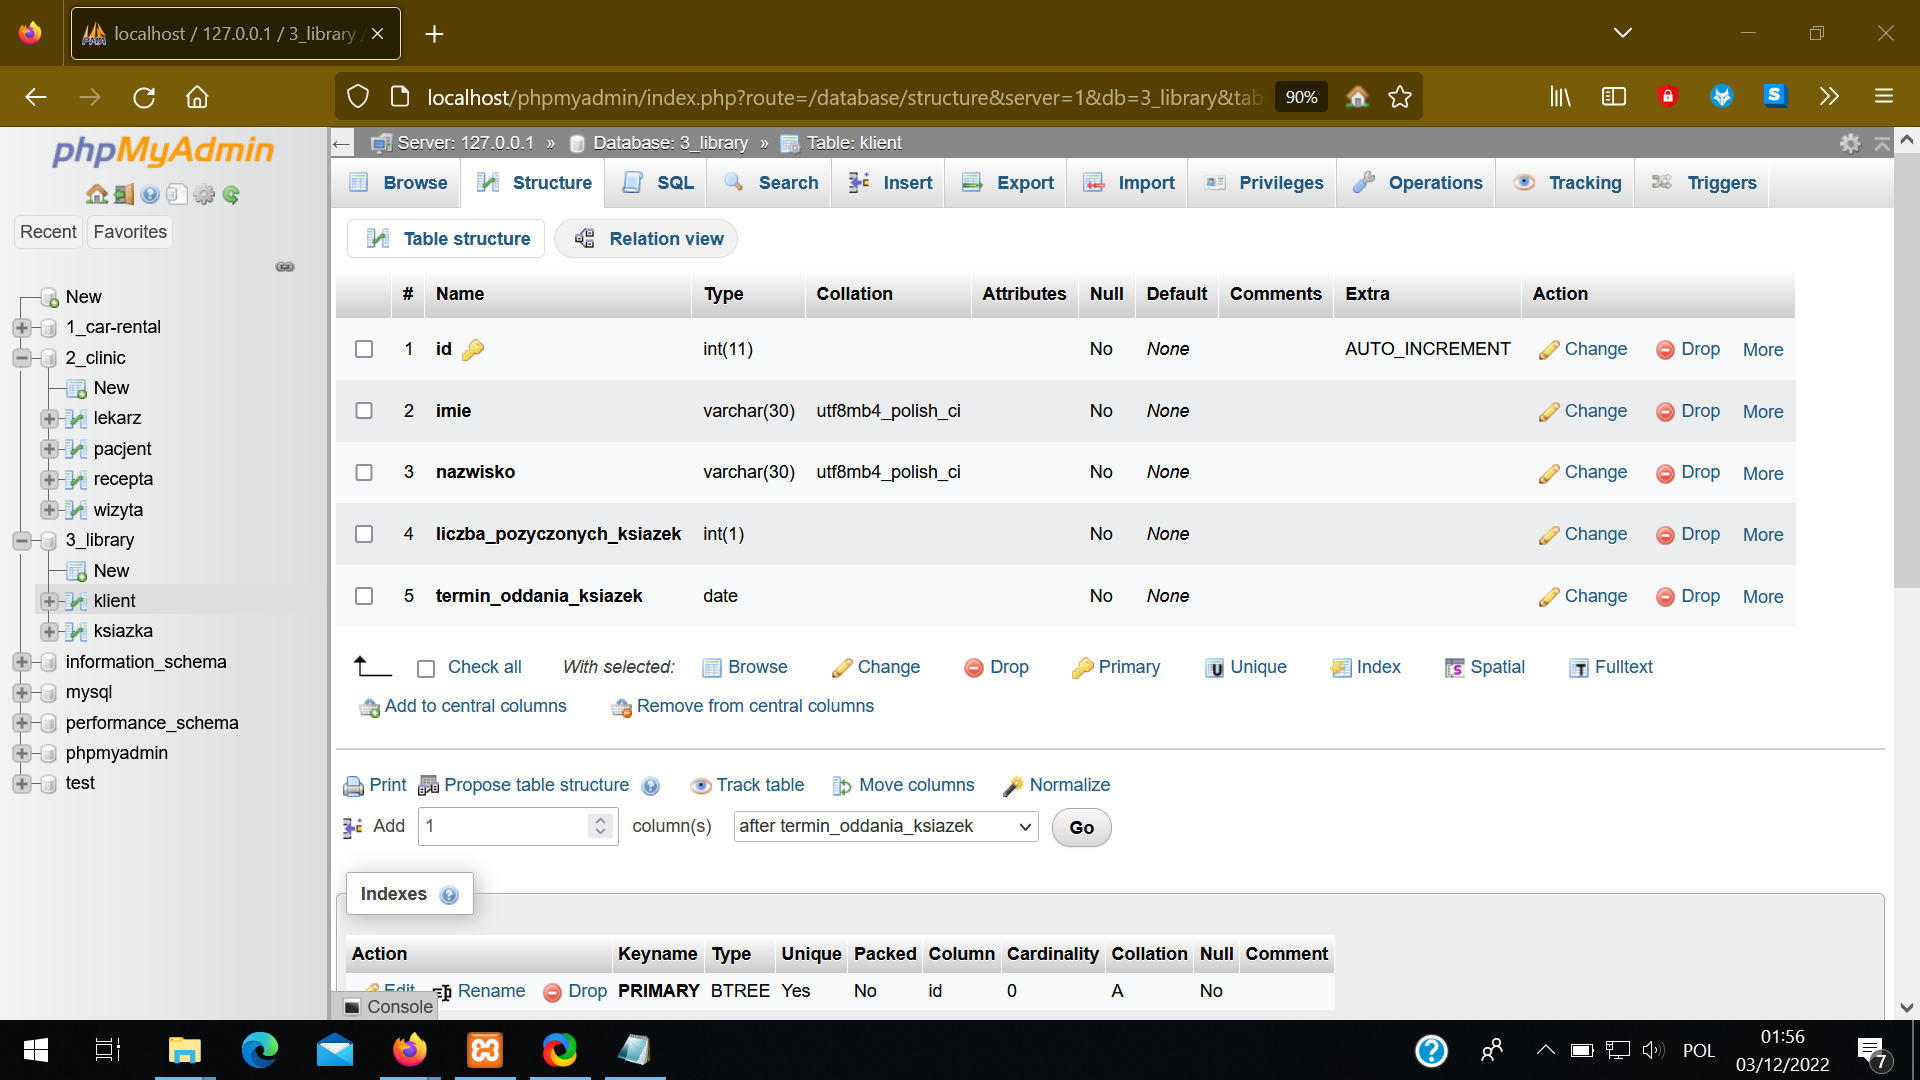 localhost / 127.0.0.1 / 3_library /
localhost/phpmyadmin/index.php?route=/database/structure&server=1&db=3_library&tab
90%
phpMyAdmin
Recent Favorites
New
1_car-rental
2_clinic
New
lekarz
pacjent
recepta
wizyta
3_library
New
klient
ksiazka
information_schema
mysql
performance_schema
phpmyadmin
test
Server: 127.0.0.1 » Database: 3_library » Table: klient
Browse Structure SQL Search Insert Export Import Privileges Operations Tracking Triggers
Table structure Relation view
# Name Type Collation Attributes Null Default Comments Extra Action
1 id int(11) No None AUTO_INCREMENT Change Drop More
2 imie varchar(30) utf8mb4_polish_ci No None Change Drop More
3 nazwisko varchar(30) utf8mb4_polish_ci No None Change Drop More
4 liczba_pozyczonych_ksiazek int(1) No None Change Drop More
5 termin_oddania_ksiazek date No None Change Drop More
Check all With selected: Browse Change Drop Primary Unique Index Spatial Fulltext
Add to central columns Remove from central columns
Print Propose table structure Track table Move columns Normalize
Add 1 column(s) after termin_oddania_ksiazek Go
Indexes
Action Keyname Type Unique Packed Column Cardinality Collation Null Comment
Edit Rename Drop PRIMARY BTREE Yes No id 0 A No
Console
POL
01:56
03/12/2022
7